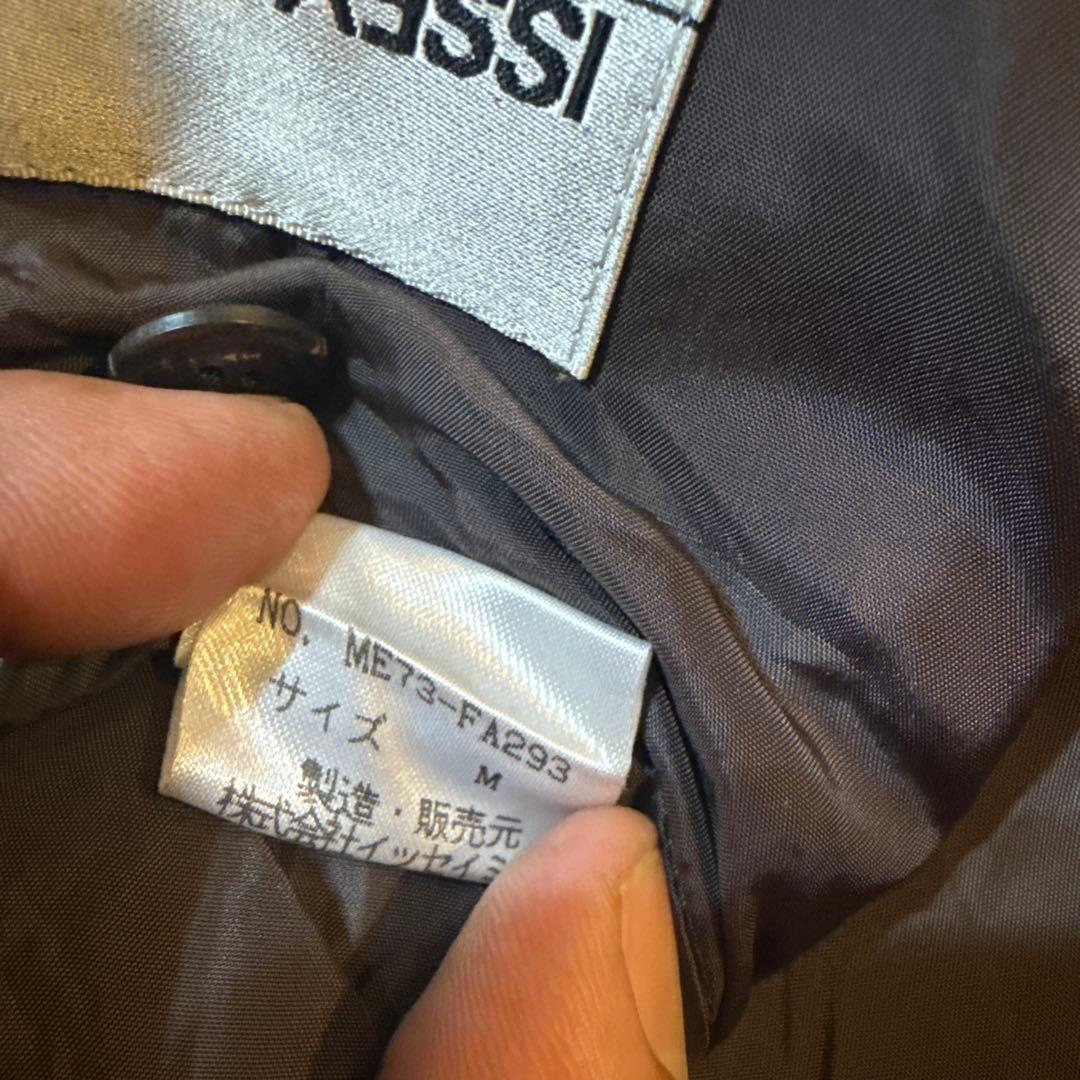 ISSEY
NO. ME73-FA293
サイズ M
製造・販売元
株式会社イッセイミ